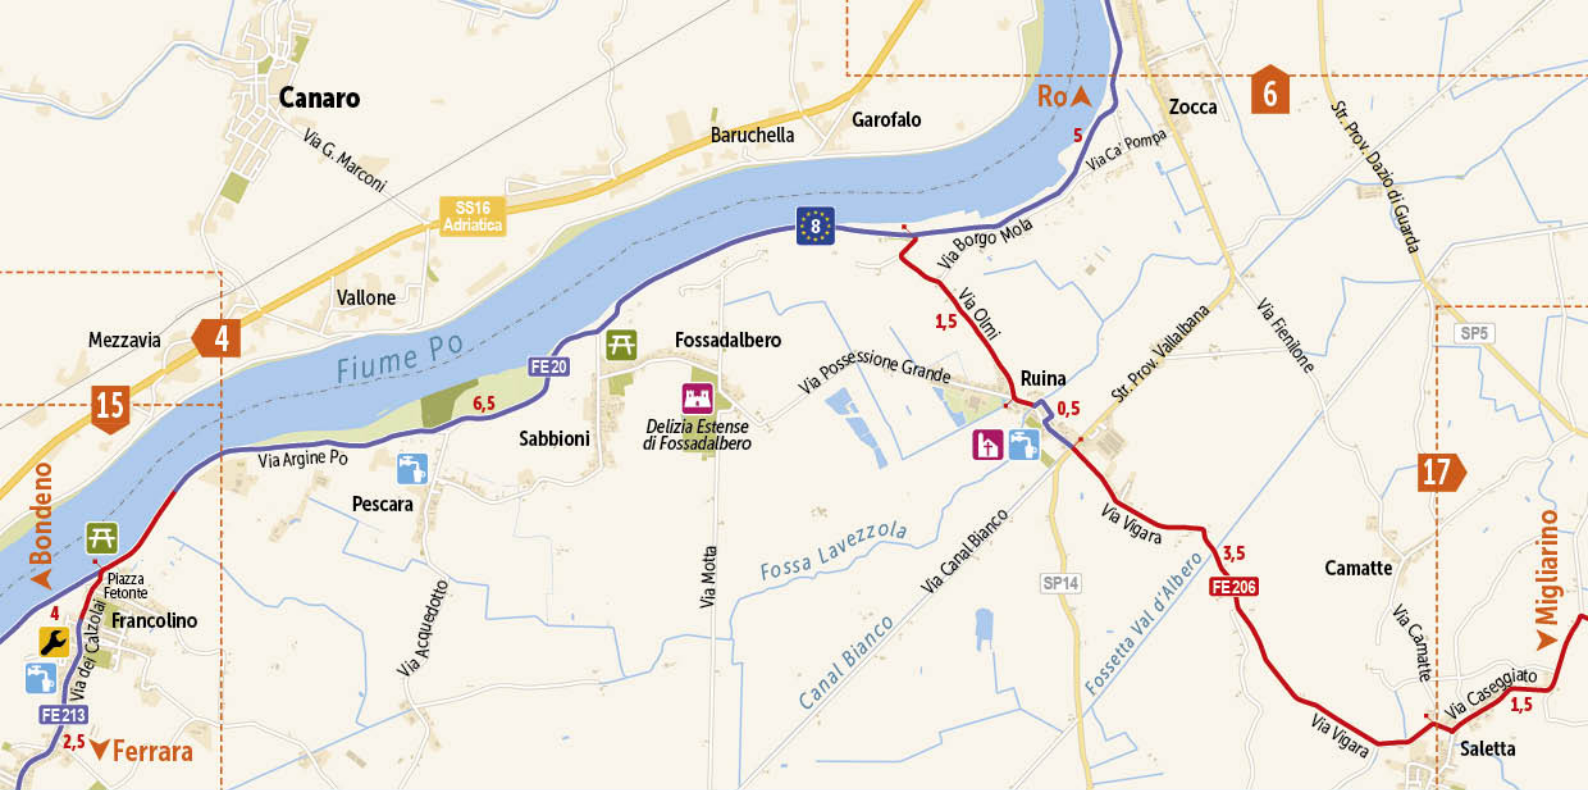 Canaro
Via G. Marconi
Baruchella
Garofalo
Ro
5
Zocca
6
Via Ca' Pompa
Str. Prov. Dazio di Guarda
SS16
Adriatica
8
Via Borgo Mola
Vallone
Mezzavia
4
Fiume Po
15
FE20
6,5
Fossadalbero
Via Olmi
1,5
Via Possessione Grande
Ruina
0,5
Str. Prov. Vallalbana
Via Fienilone
SP5
Delizia Estense
di Fossadalbero
Sabbioni
Via Argine Po
Pescara
Bondeno
17
Via Vigara
3,5
FE206
Fossa Lavezzola
Via Canal Bianco
SP14
Camatte
Migliarino
Piazza
Fetonte
4
Francolino
Via dei Calzolai
Via Acquedotto
Via Motta
Canal Bianco
Fossetta Val d'Albero
Via Camatte
Via Caseggiato
1,5
FE213
2,5
Ferrara
Via Vigara
Saletta